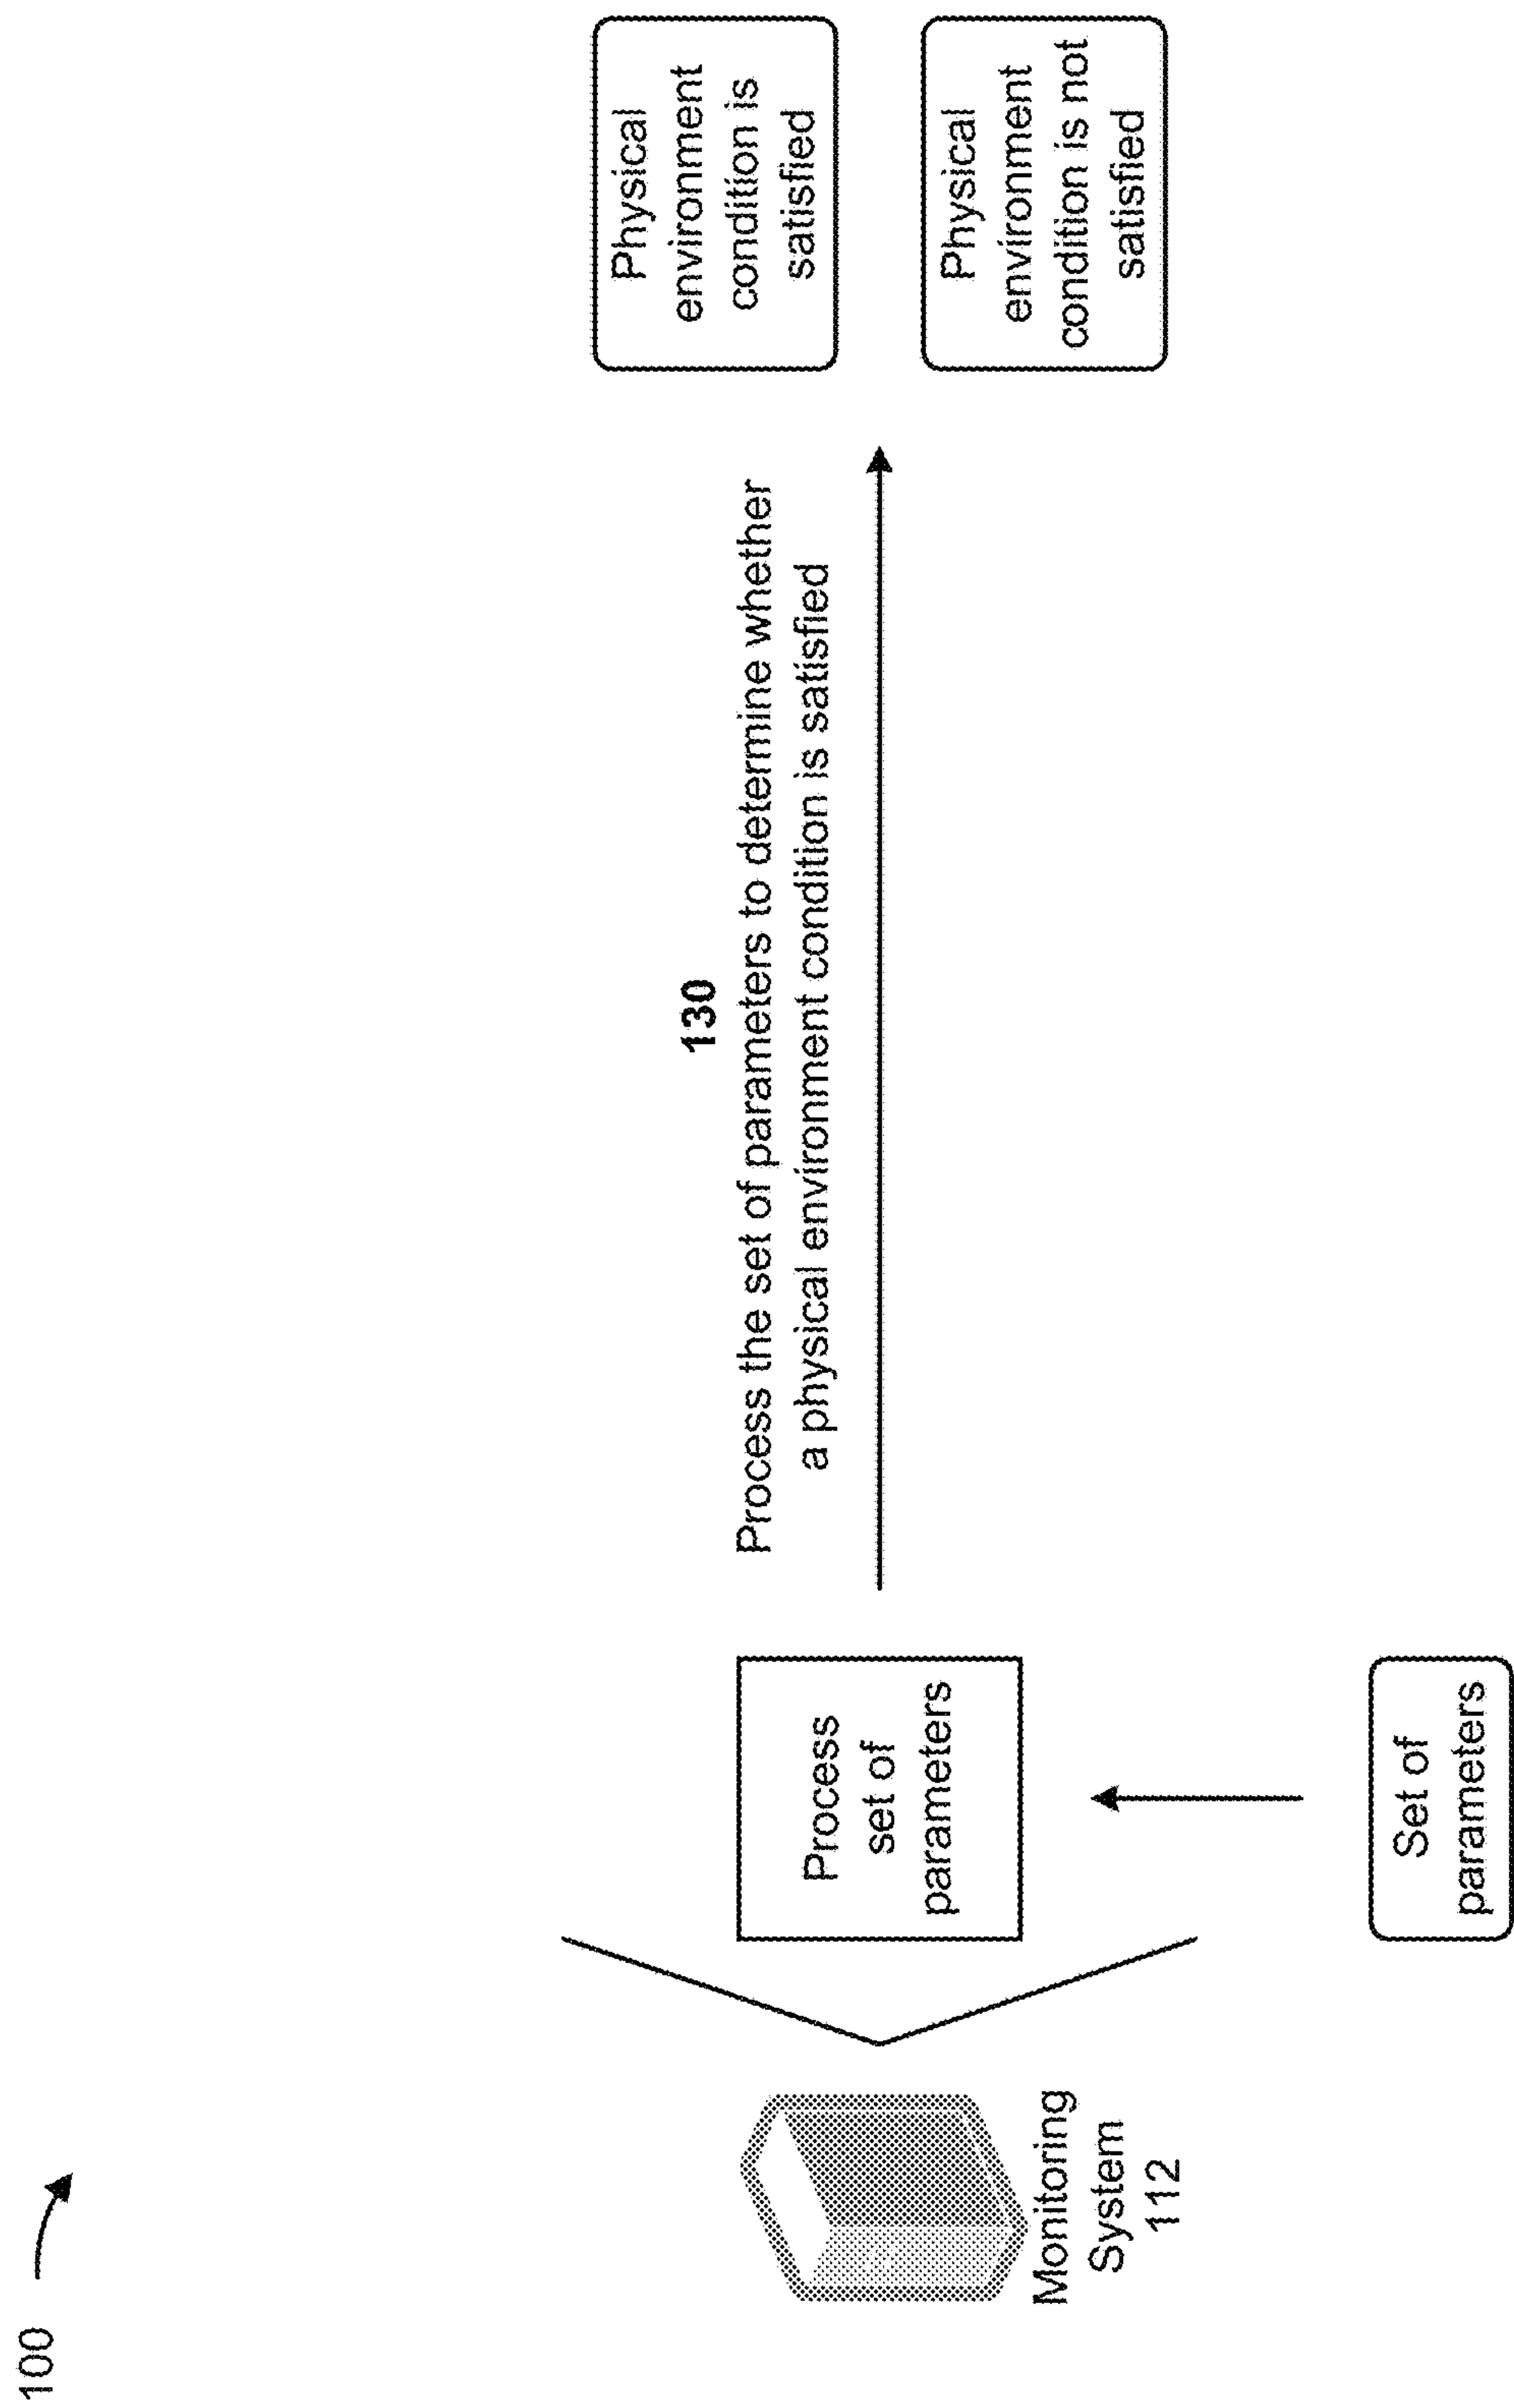 100
Monitoring
System
112
Process
set of
parameters
Set of
parameters
130
Process the set of parameters to determine whether
a physical environment condition is satisfied
Physical
environment
condition is
satisfied
Physical
environment
condition is not
satisfied